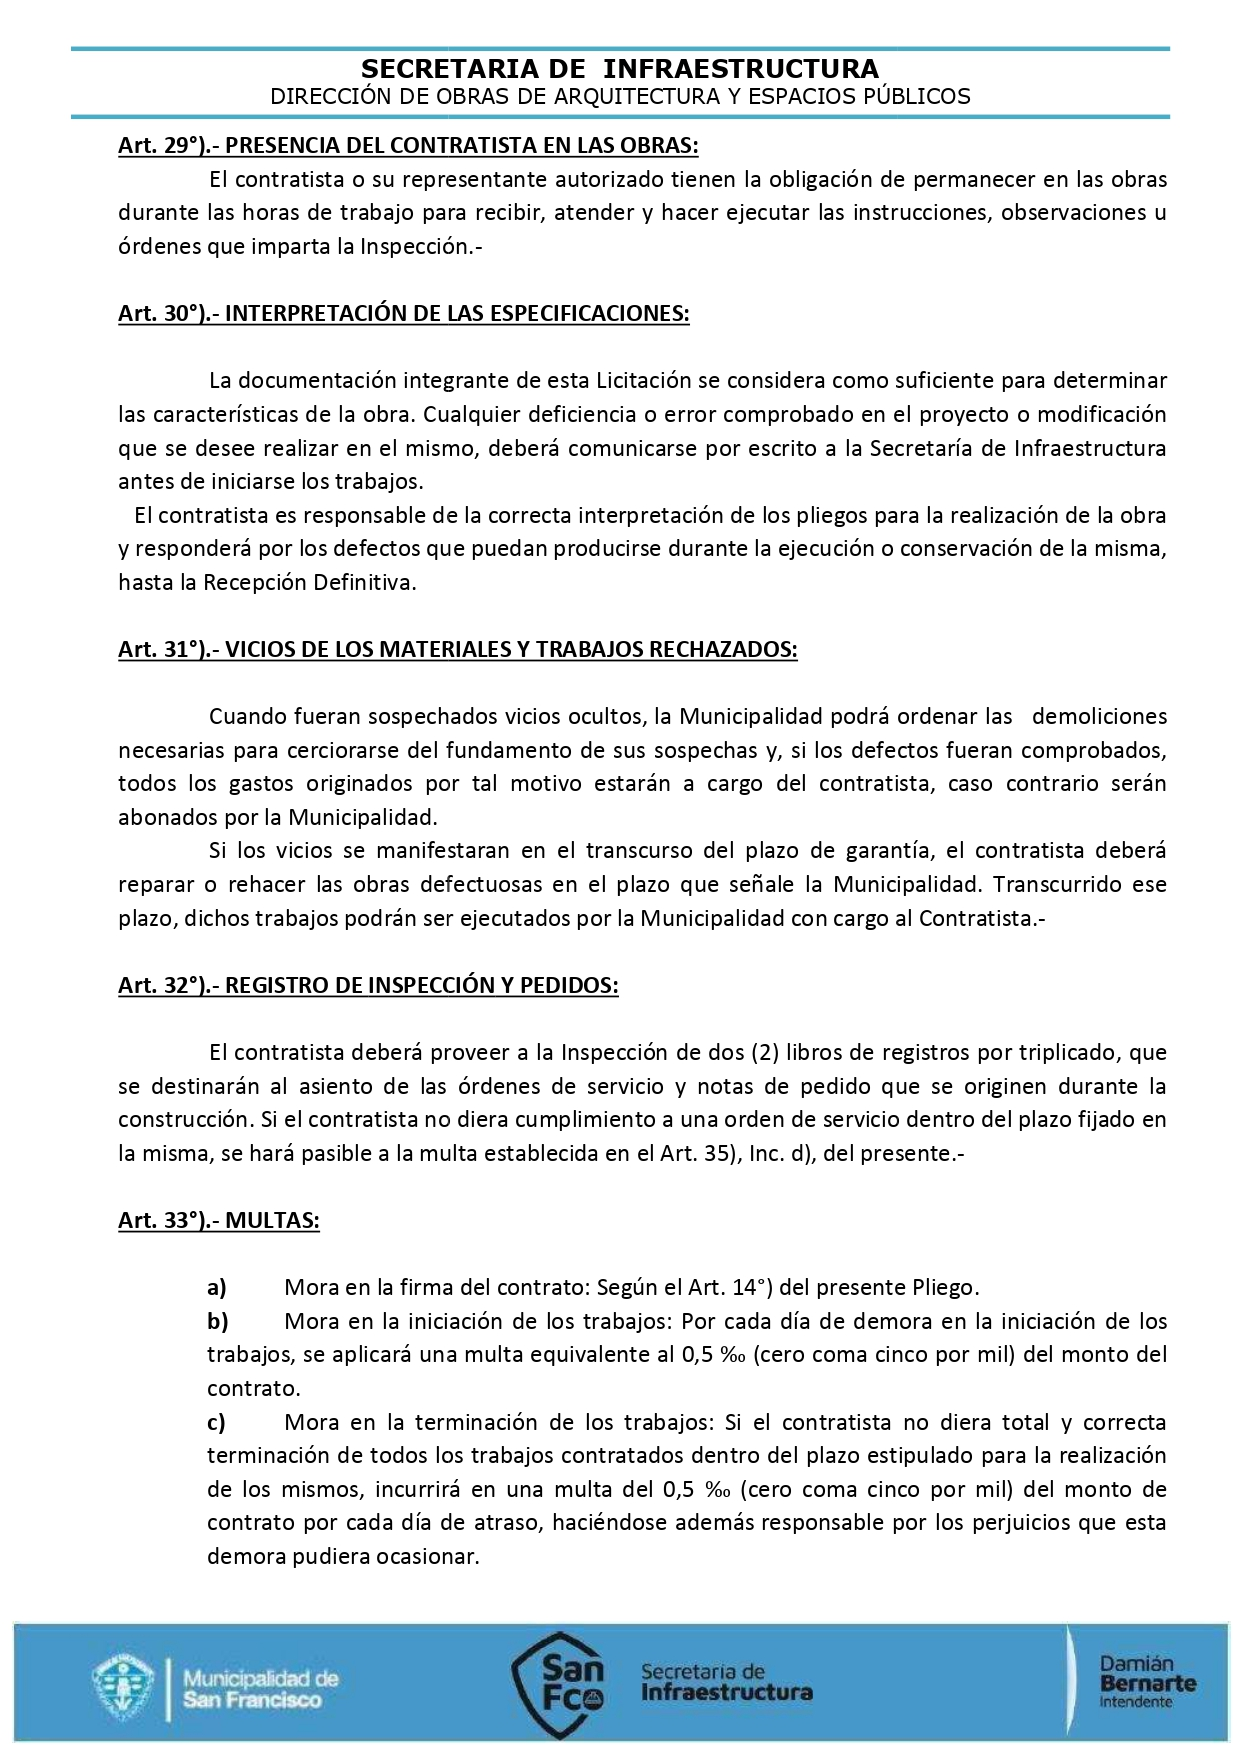 SECRETARIA DE  INFRAESTRUCTURA
DIRECCIÓN DE OBRAS DE ARQUITECTURA Y ESPACIOS PÚBLICOS
Art. 29°).- PRESENCIA DEL CONTRATISTA EN LAS OBRAS:
El contratista o su representante autorizado tienen la obligación de permanecer en las obras
durante las horas de trabajo para recibir, atender y hacer ejecutar las instrucciones, observaciones u
órdenes que imparta la Inspección.-
Art. 30°).- INTERPRETACIÓN DE LAS ESPECIFICACIONES:
La documentación integrante de esta Licitación se considera como suficiente para determinar
las características de la obra. Cualquier deficiencia o error comprobado en el proyecto o modificación
que se desee realizar en el mismo, deberá comunicarse por escrito a la Secretaría de Infraestructura
antes de iniciarse los trabajos.
El contratista es responsable de la correcta interpretación de los pliegos para la realización de la obra
y responderá por los defectos que puedan producirse durante la ejecución o conservación de la misma,
hasta la Recepción Definitiva.
Art. 31°).- VICIOS DE LOS MATERIALES Y TRABAJOS RECHAZADOS:
Cuando fueran sospechados vicios ocultos, la Municipalidad podrá ordenar las   demoliciones
necesarias para cerciorarse del fundamento de sus sospechas y, si los defectos fueran comprobados,
todos los gastos originados por tal motivo estarán a cargo del contratista, caso contrario serán
abonados por la Municipalidad.
Si los vicios se manifestaran en el transcurso del plazo de garantía, el contratista deberá
reparar o rehacer las obras defectuosas en el plazo que señale la Municipalidad. Transcurrido ese
plazo, dichos trabajos podrán ser ejecutados por la Municipalidad con cargo al Contratista.-
Art. 32°).- REGISTRO DE INSPECCIÓN Y PEDIDOS:
El contratista deberá proveer a la Inspección de dos (2) libros de registros por triplicado, que
se destinarán al asiento de las órdenes de servicio y notas de pedido que se originen durante la
construcción. Si el contratista no diera cumplimiento a una orden de servicio dentro del plazo fijado en
la misma, se hará pasible a la multa establecida en el Art. 35), Inc. d), del presente.-
Art. 33°).- MULTAS:
a) Mora en la firma del contrato: Según el Art. 14°) del presente Pliego.
b) Mora en la iniciación de los trabajos: Por cada día de demora en la iniciación de los
trabajos, se aplicará una multa equivalente al 0,5 ‰ (cero coma cinco por mil) del monto del
contrato.
c) Mora en la terminación de los trabajos: Si el contratista no diera total y correcta
terminación de todos los trabajos contratados dentro del plazo estipulado para la realización
de los mismos, incurrirá en una multa del 0,5 ‰ (cero coma cinco por mil) del monto de
contrato por cada día de atraso, haciéndose además responsable por los perjuicios que esta
demora pudiera ocasionar.
Municipalidad de
San Francisco
San
Fco
Secretaría de
Infraestructura
Damián
Bernarte
Intendente